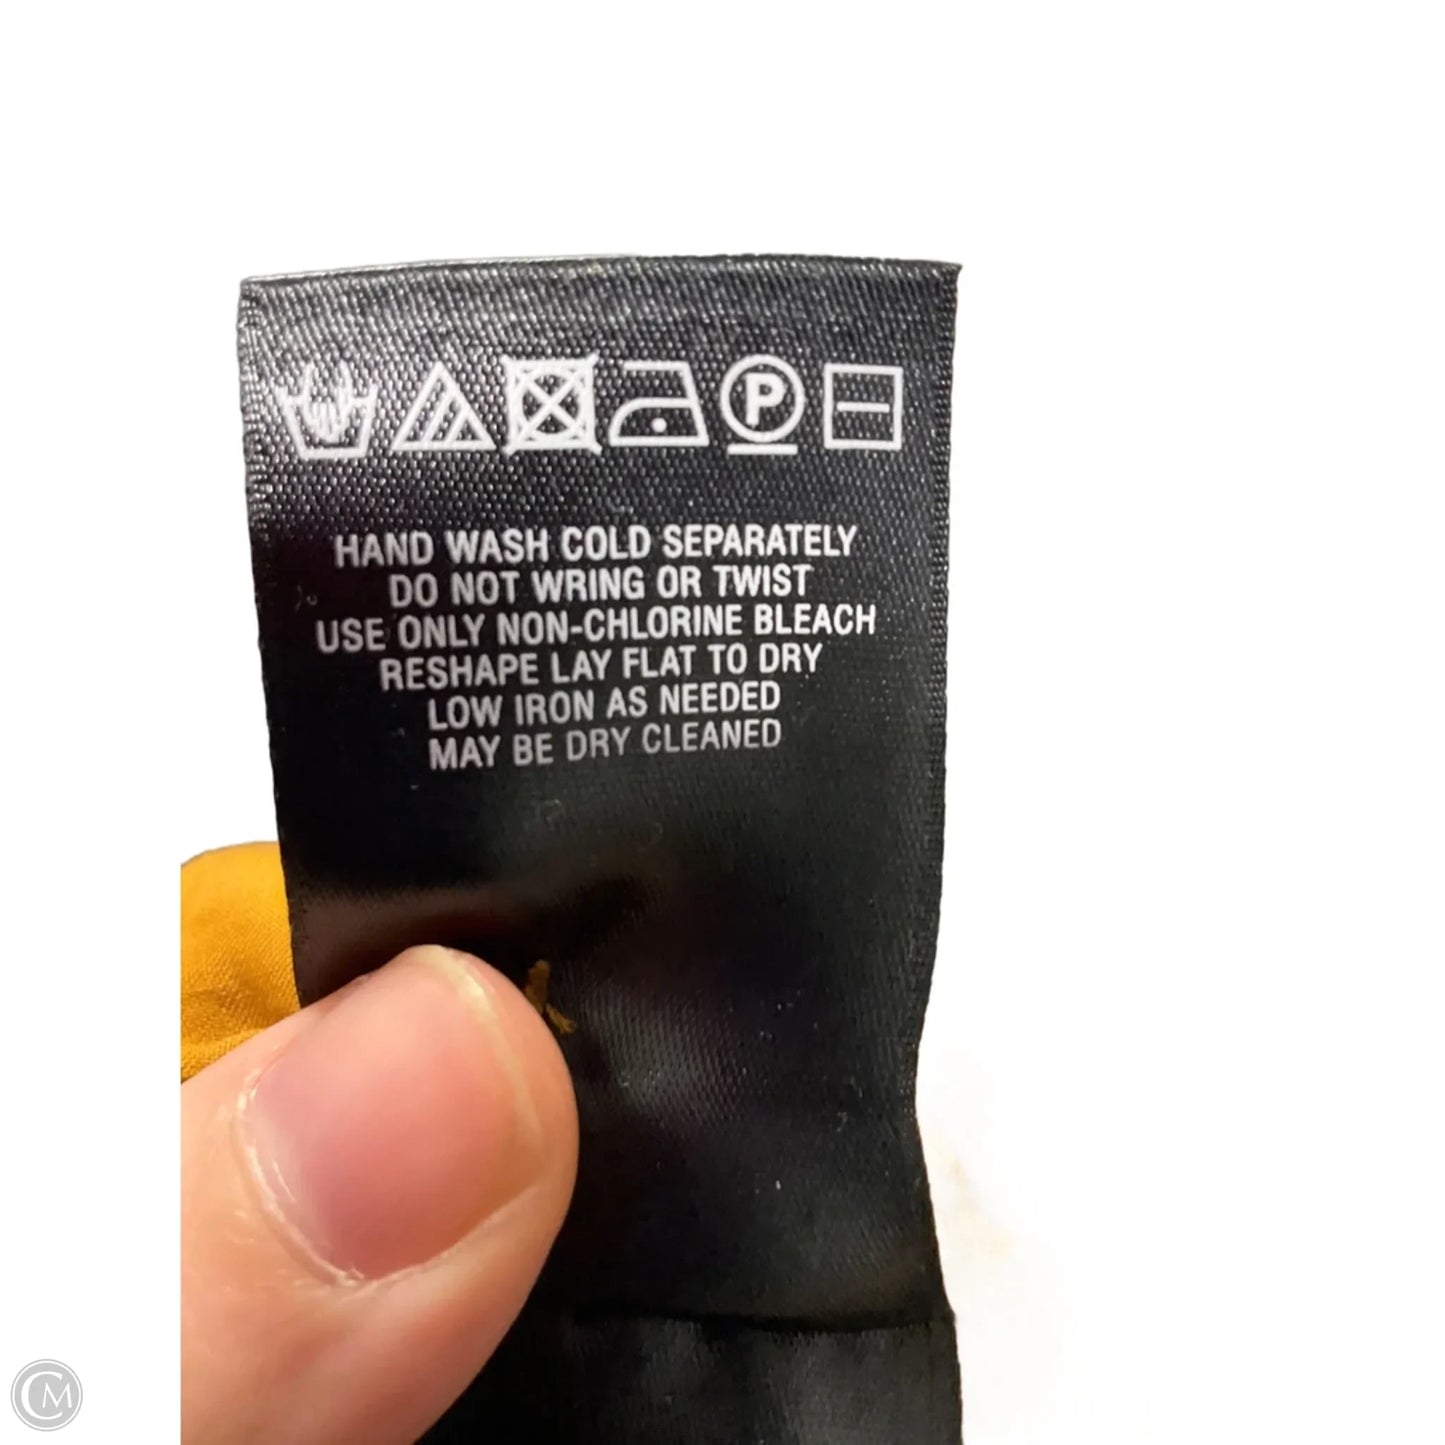 P
HAND WASH COLD SEPARATELY
DO NOT WRING OR TWIST
USE ONLY NON-CHLORINE BLEACH
RESHAPE LAY FLAT TO DRY
LOW IRON AS NEEDED
MAY BE DRY CLEANED
CM